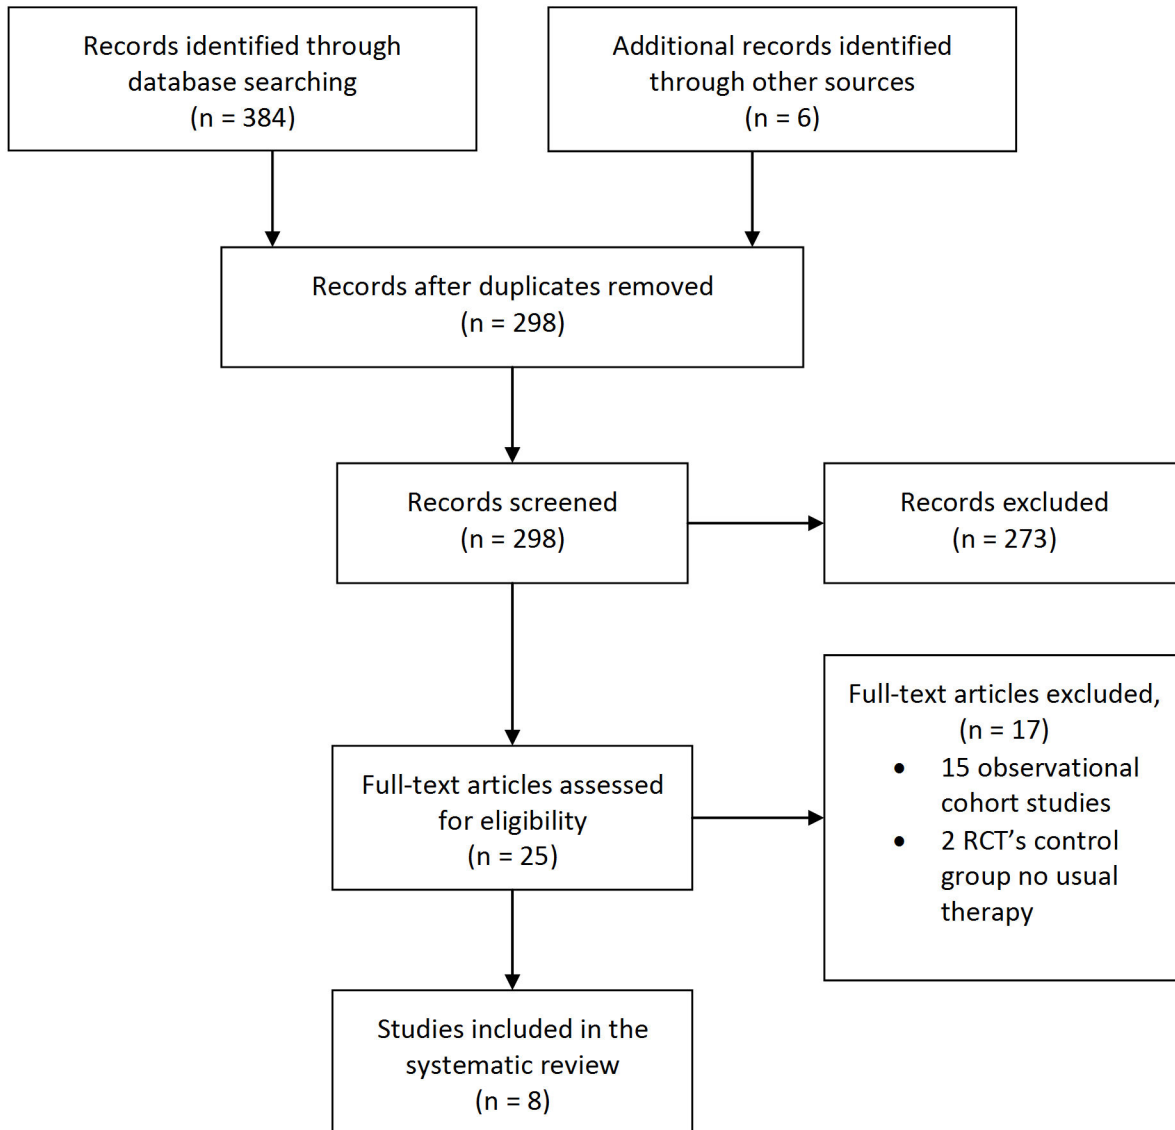 Records identified through
database searching
(n = 384)
Additional records identified
through other sources
(n = 6)
Records after duplicates removed
(n = 298)
Records screened
(n = 298)
Records excluded
(n = 273)
Full-text articles assessed
for eligibility
(n = 25)
Full-text articles excluded,
(n = 17)
• 15 observational
cohort studies
• 2 RCT’s control
group no usual
therapy
Studies included in the
systematic review
(n = 8)